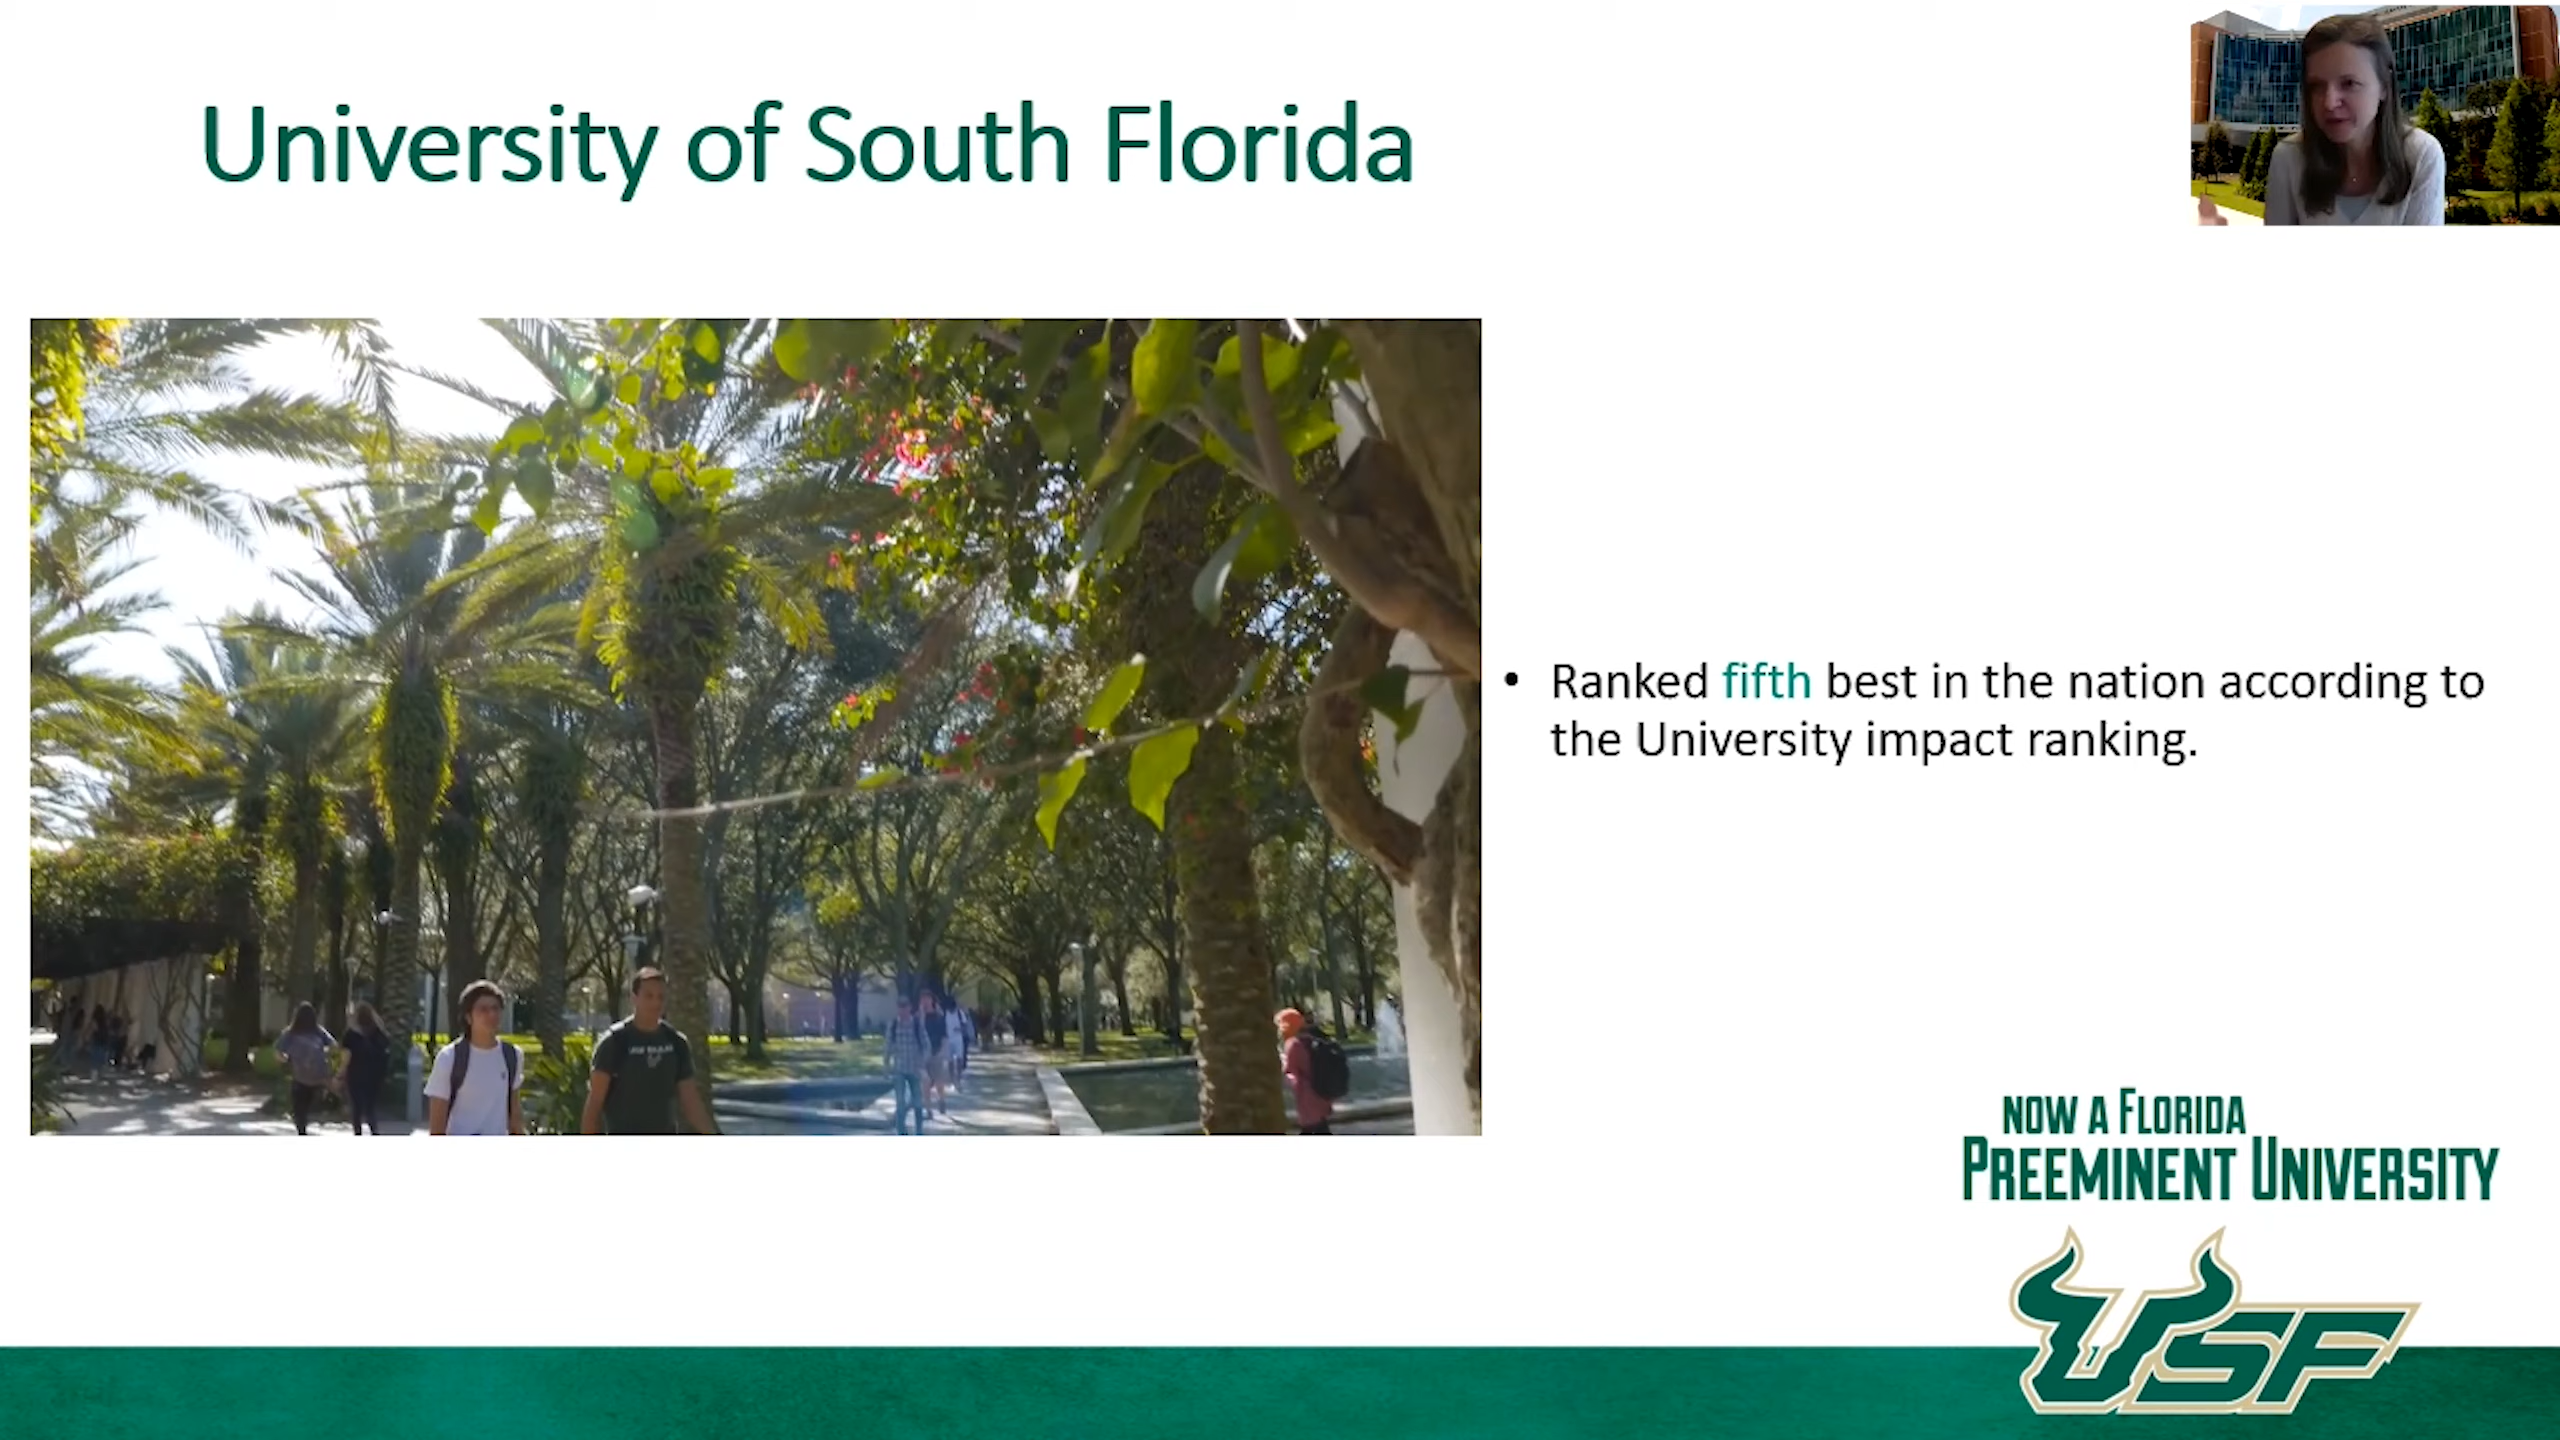 University of South Florida
• Ranked fifth best in the nation according to
the University impact ranking.
NOW A FLORIDA
PREEMINENT UNIVERSITY
USF